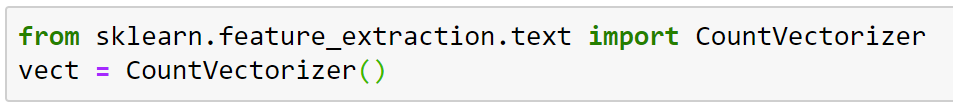 from sklearn.feature_extraction.text import CountVectorizer
vect = CountVectorizer()